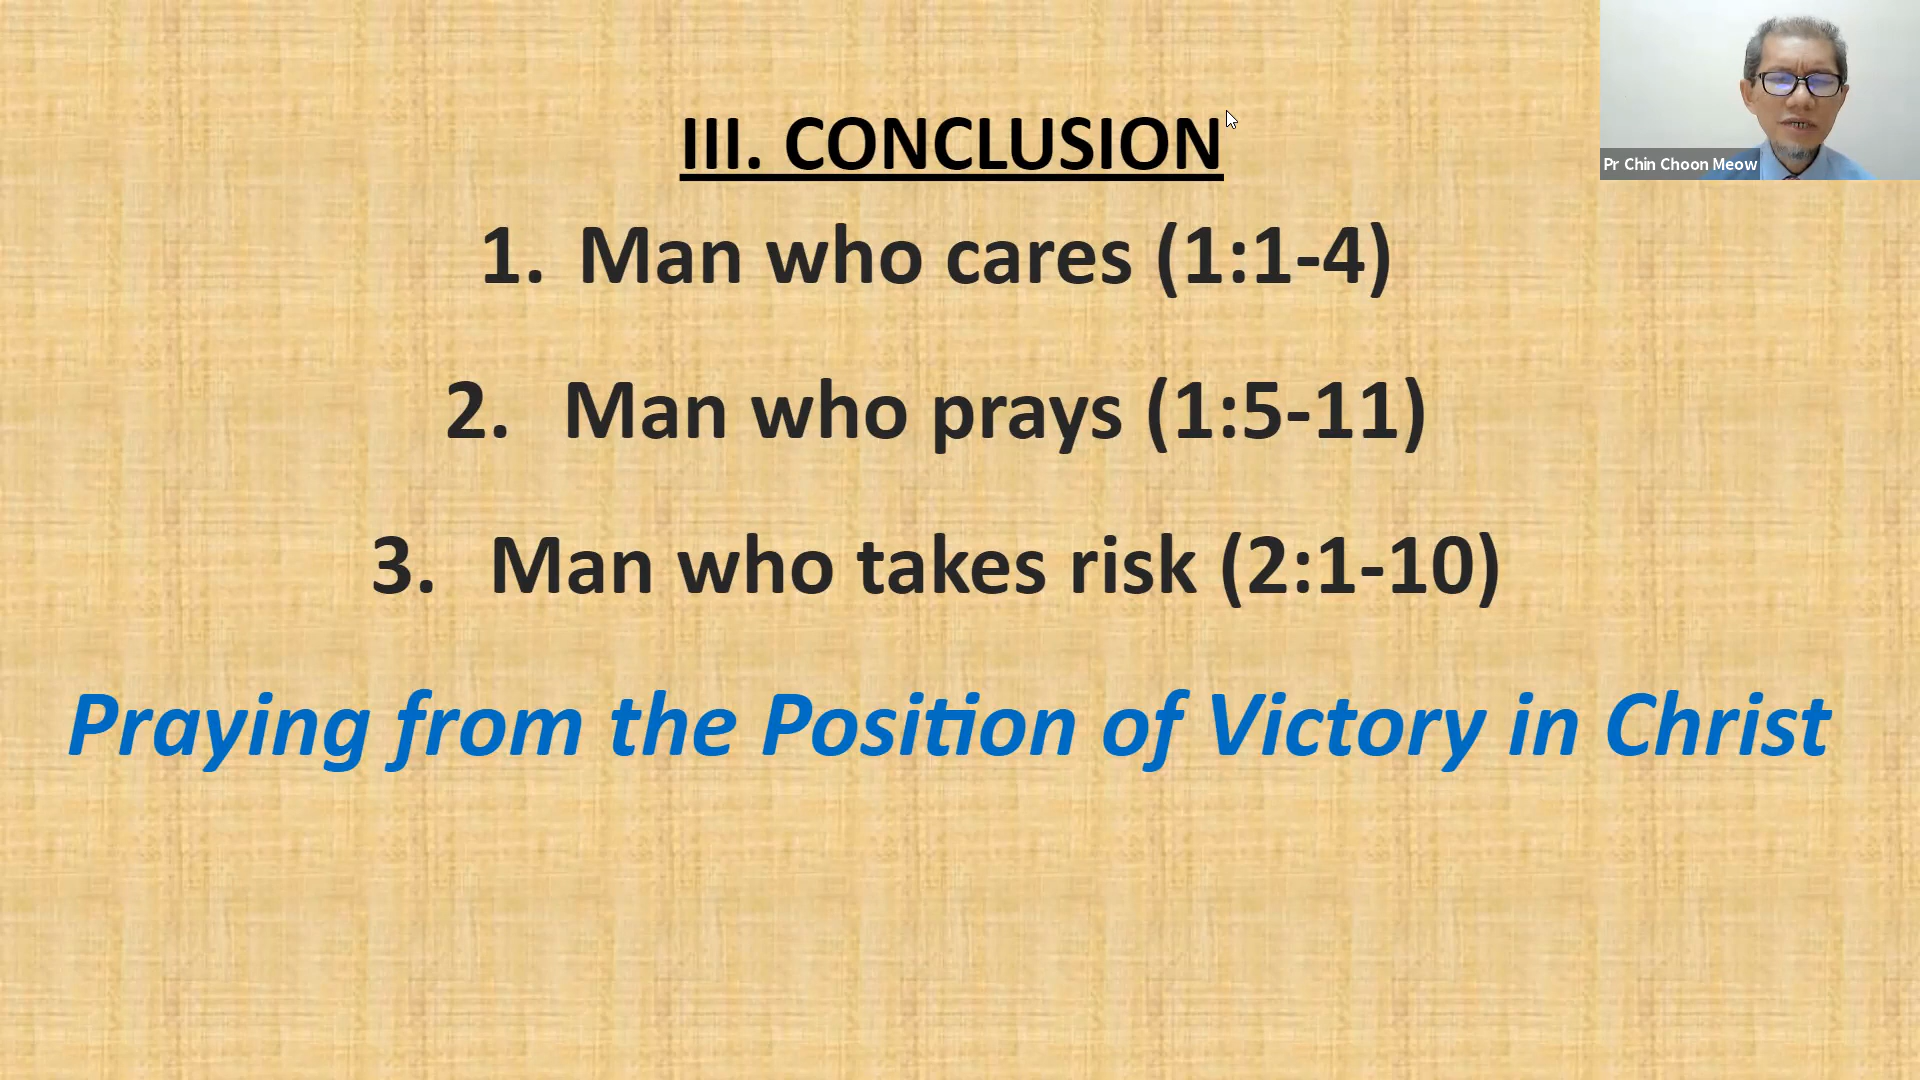 III. CONCLUSION
Pr Chin Choon Meow
1. Man who cares (1:1-4)
2. Man who prays (1:5-11)
3. Man who takes risk (2:1-10)
Praying from the Position of Victory in Christ